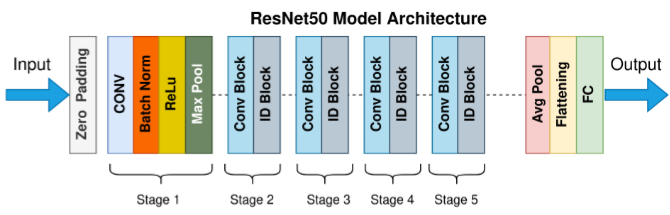 ResNet50 Model Architecture
Input
Zero Padding
CONV
Batch Norm
ReLu
Max Pool
Conv Block
ID Block
Conv Block
ID Block
Conv Block
ID Block
Conv Block
ID Block
Avg Pool
Flattening
FC
Output
Stage 1
Stage 2
Stage 3
Stage 4
Stage 5